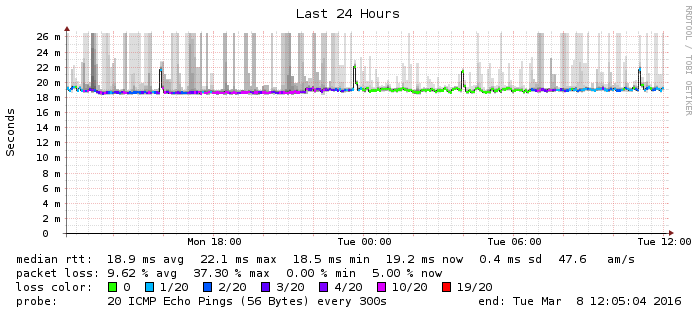 Last 24 Hours
RRDTOOL / TOBI OETIKER
Seconds
26 m
24 m
22 m
20 m
18 m
16 m
14 m
12 m
10 m
8 m
6 m
4 m
2 m
0
Mon 18:00 Tue 00:00 Tue 06:00 Tue 12:00
median rtt: 18.9 ms avg 22.1 ms max 18.5 ms min 19.2 ms now 0.4 ms sd 47.6 am/s
packet loss: 9.62 % avg 37.30 % max 0.00 % min 5.00 % now
loss color: 0 1/20 2/20 3/20 4/20 10/20 19/20
probe: 20 ICMP Echo Pings (56 Bytes) every 300s end: Tue Mar 8 12:05:04 2016